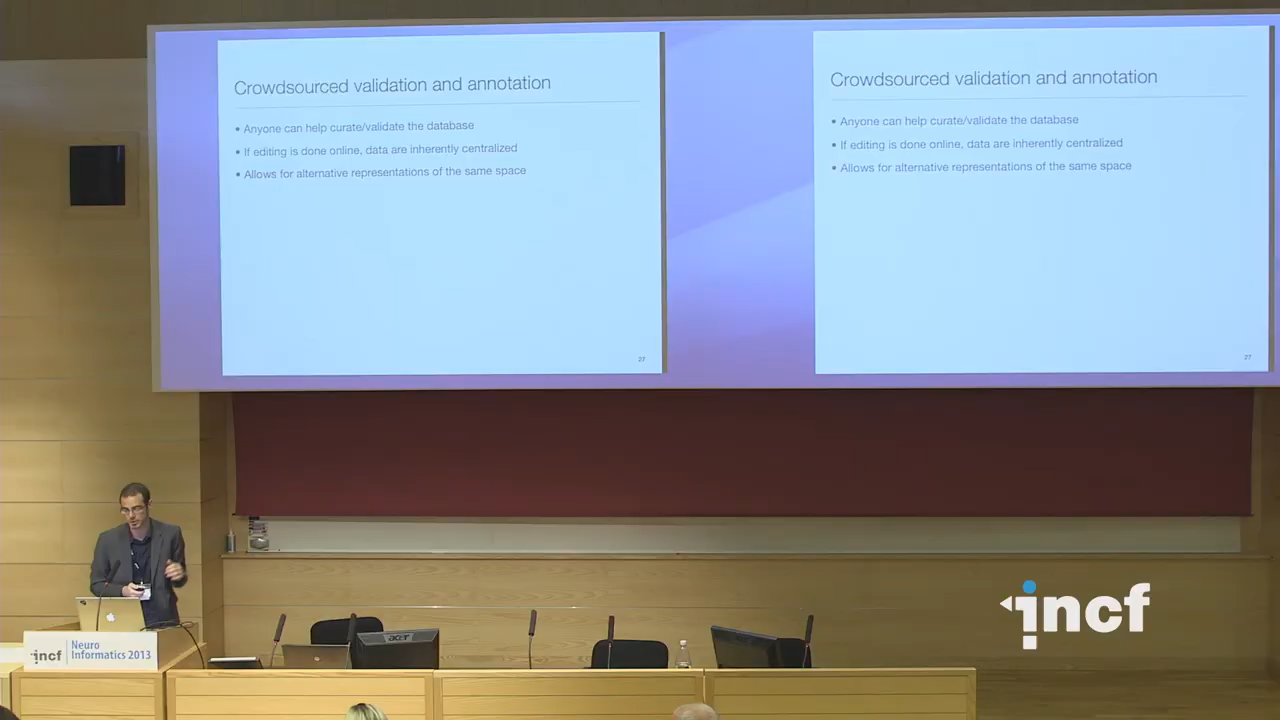 Crowdsourced validation and annotation
• Anyone can help curate/validate the database
• If editing is done online, data are inherently centralized
• Allows for alternative representations of the same space
27
Crowdsourced validation and annotation
• Anyone can help curate/validate the database
• If editing is done online, data are inherently centralized
• Allows for alternative representations of the same space
27
incf
Neuro
Informatics 2013
acer
incf